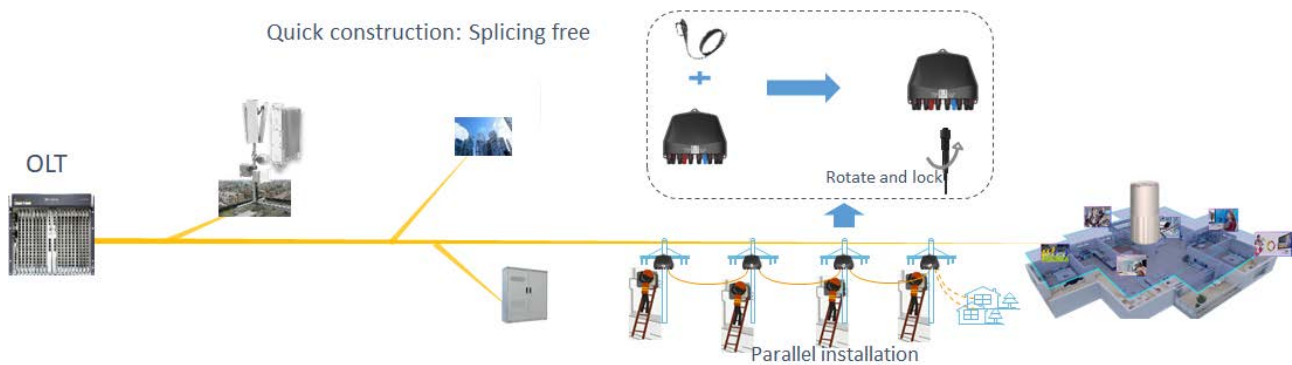 Quick construction: Splicing free
OLT
Rotate and lock
Parallel installation